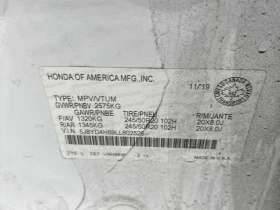 HONDA OF AMERICA MFG., INC. 11/19
TYPE: MPV/VTUM
GVWR/PNBV 2575KG
GAWR/PNBE TIRE/PNEU RIM/JANTE
F/AV 1320KG 245/50R20 102H 20X8.0J
R/AR 1345KG 245/50R20 102H 20X8.0J
V.I.N.: 5J8YD4H69LL802526
MADE IN U.S.A.